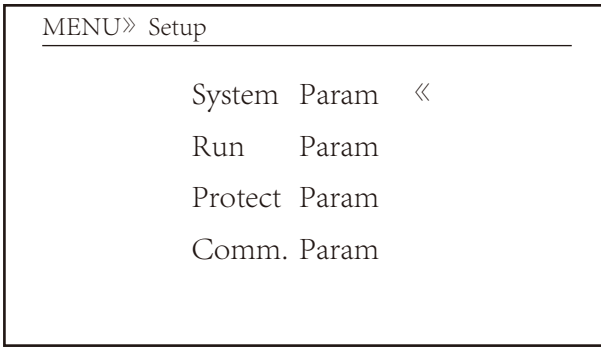 MENU》 Setup
System Param 《
Run Param
Protect Param
Comm. Param